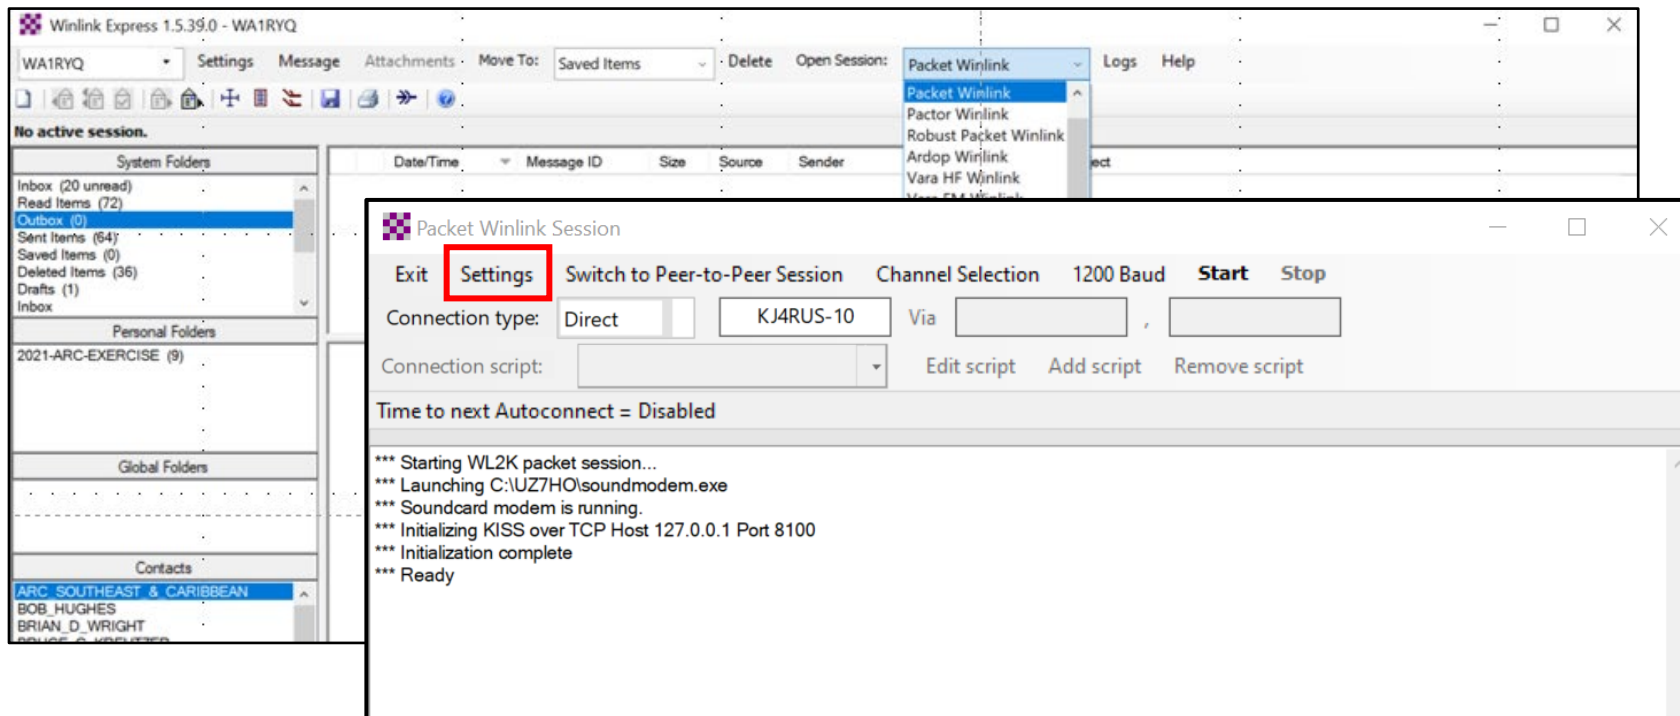 Winlink Express 1.5.39.0 - WA1RYQ
WA1RYQ Settings Message Attachments Move To: Saved Items Delete Open Session: Packet Winlink Logs Help
Packet Winlink
Pactor Winlink
Robust Packet Winlink
Ardop Winlink
Vara HF Winlink
Vara FM Winlink
No active session.
System Folders
Date/Time Message ID Size Source Sender
Inbox (20 unread)
Read Items (72)
Outbox (0)
Sent Items (64)
Saved Items (0)
Deleted Items (36)
Drafts (1)
Inbox
Personal Folders
2021-ARC-EXERCISE (9)
Global Folders
Contacts
ARC_SOUTHEAST_&_CARIBBEAN
BOB_HUGHES
BRIAN_D_WRIGHT
Packet Winlink Session
Exit Settings Switch to Peer-to-Peer Session Channel Selection 1200 Baud Start Stop
Connection type: Direct KJ4RUS-10 Via ,
Connection script: Edit script Add script Remove script
Time to next Autoconnect = Disabled
*** Starting WL2K packet session...
*** Launching C:\UZ7HO\soundmodem.exe
*** Soundcard modem is running.
*** Initializing KISS over TCP Host 127.0.0.1 Port 8100
*** Initialization complete
*** Ready